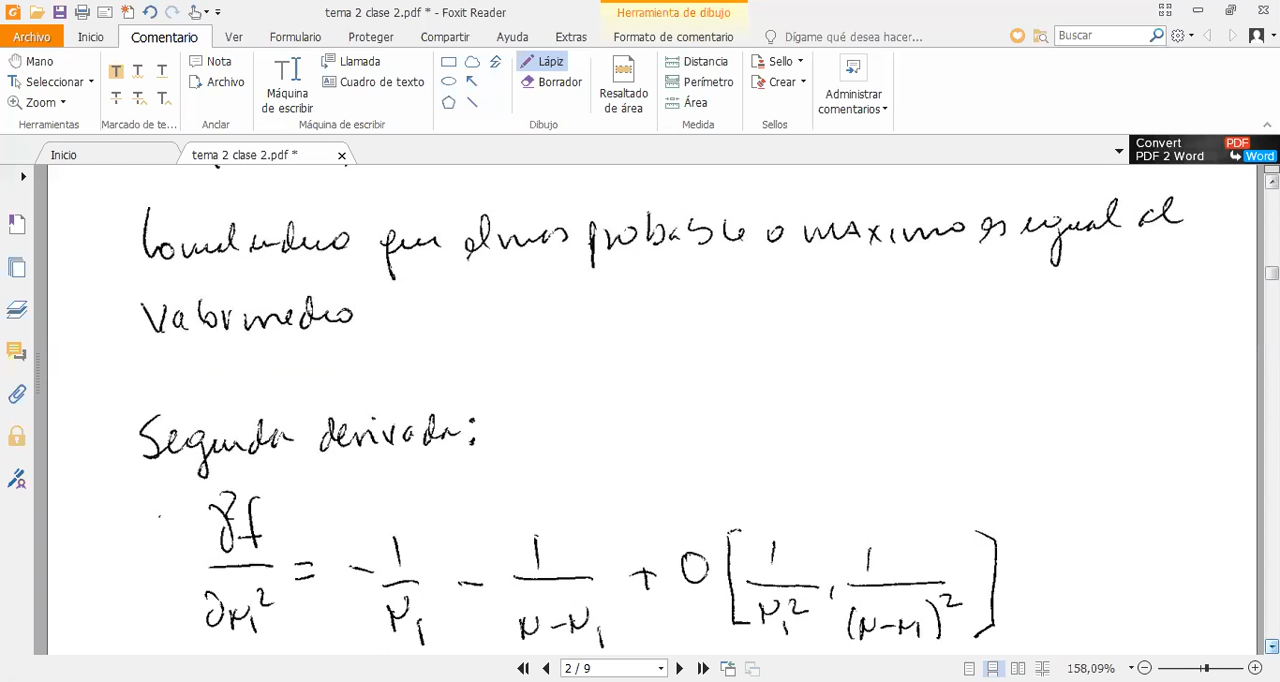 tema 2 clase 2.pdf * - Foxit Reader
Herramienta de dibujo
Archivo Inicio Comentario Ver Formulario Proteger Compartir Ayuda Extras Formato de comentario Dígame qué desea hacer... Buscar
Mano
Seleccionar
Zoom
Herramientas
T T T
T T T
Marcado de te...
Nota
Archivo
Anclar
Máquina de escribir
Llamada
Cuadro de texto
Máquina de escribir
Lápiz
Borrador
Dibujo
Resaltado de área
Distancia
Perímetro
Área
Medida
Sello
Crear
Sellos
Administrar comentarios
Inicio
tema 2 clase 2.pdf *
Convert PDF
PDF 2 Word Word
que el mas probable o maximo es igual al
valor medio
Segunda derivada:
∂²f/∂N₁² = -1/N₁ - 1/(N-N₁) + O[1/N₁², 1/(N-N₁)²]
2 / 9
158,09%